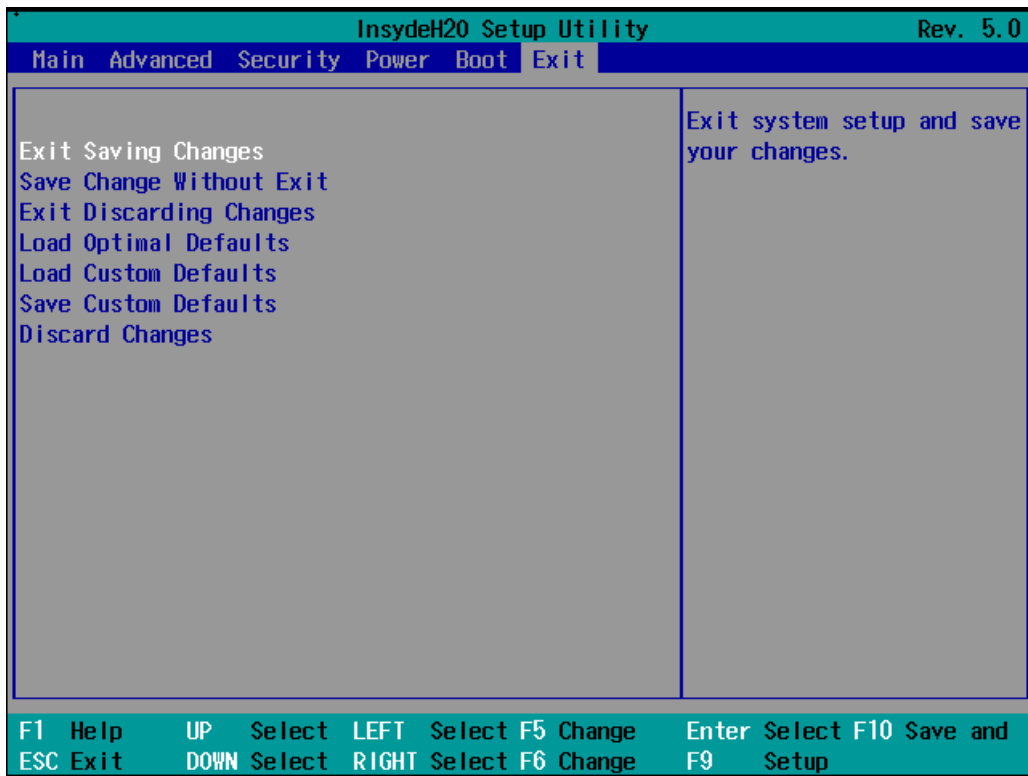 InsydeH20 Setup Utility Rev. 5.0
Main Advanced Security Power Boot Exit
Exit Saving Changes
Save Change Without Exit
Exit Discarding Changes
Load Optimal Defaults
Load Custom Defaults
Save Custom Defaults
Discard Changes
Exit system setup and save
your changes.
F1 Help UP Select LEFT Select F5 Change Enter Select F10 Save and
ESC Exit DOWN Select RIGHT Select F6 Change F9 Setup